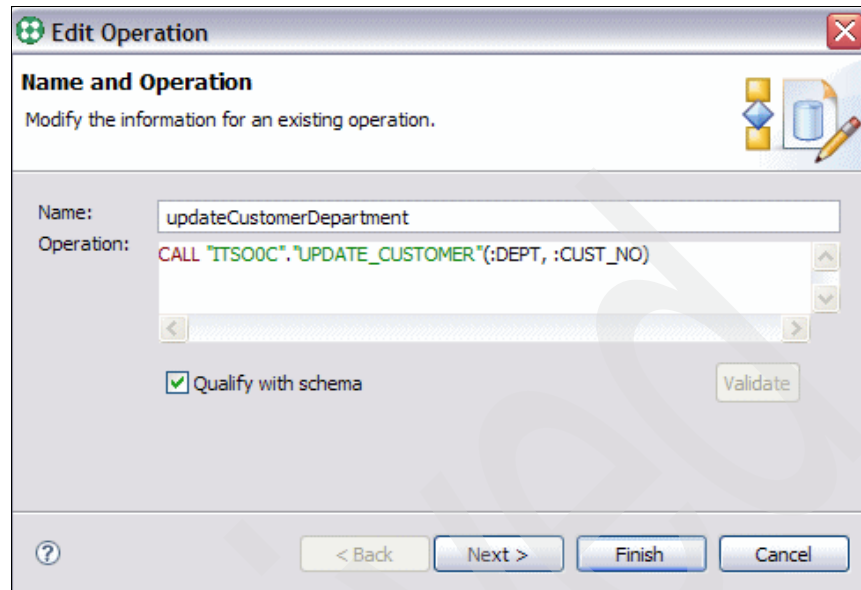 Edit Operation
Name and Operation
Modify the information for an existing operation.
Name:
updateCustomerDepartment
Operation:
CALL "ITSO0C"."UPDATE_CUSTOMER"(:DEPT, :CUST_NO)
Qualify with schema
Validate
< Back
Next >
Finish
Cancel